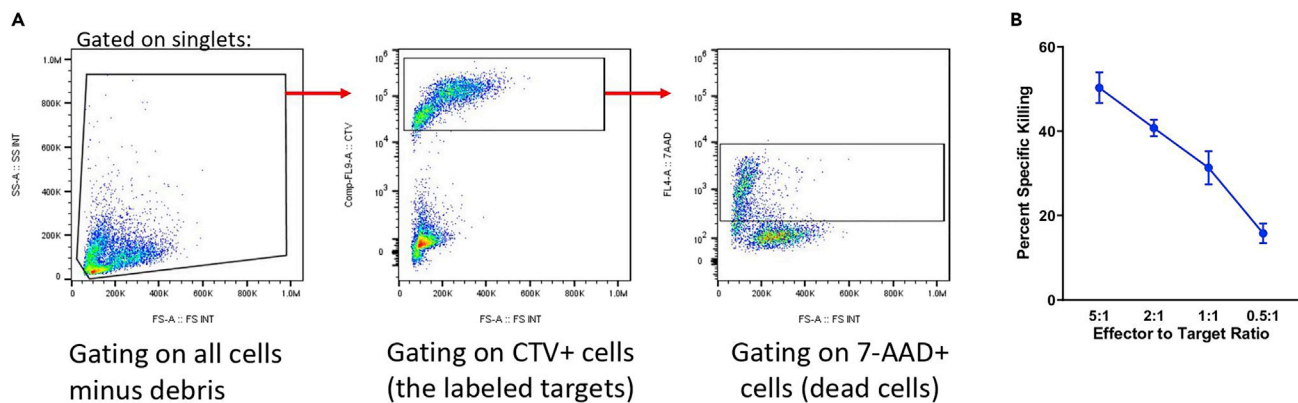 A
Gated on singlets:
1.0M
800K
600K
400K
200K
0
SS-A :: SS INT
0 200K 400K 600K 800K 1.0M
FS-A :: FS INT
Gating on all cells
minus debris
10^6
10^5
10^4
10^3
0
Comp-FL9-A :: CTV
0 200K 400K 600K 800K 1.0M
FS-A :: FS INT
Gating on CTV+ cells
(the labeled targets)
10^6
10^5
10^4
10^3
10^2
0
FL4-A :: 7AAD
0 200K 400K 600K 800K 1.0M
FS-A :: FS INT
Gating on 7-AAD+
cells (dead cells)
B
60
40
20
0
Percent Specific Killing
5:1 2:1 1:1 0.5:1
Effector to Target Ratio